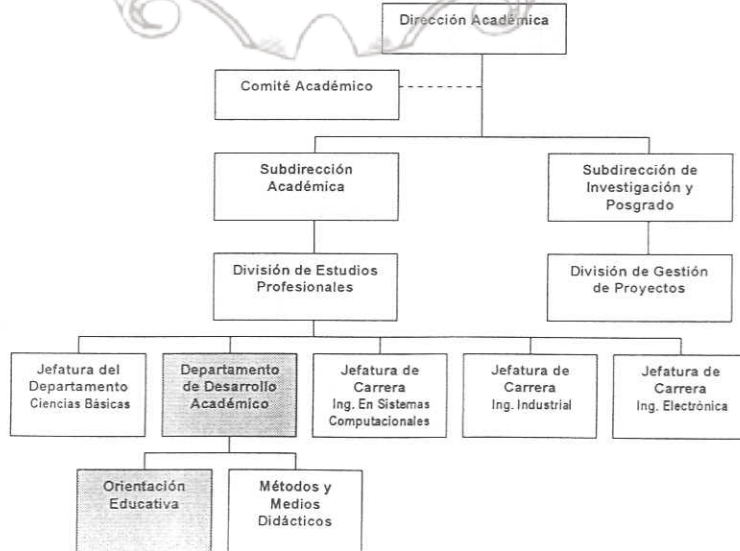 Dirección Académica
Comité Académico
Subdirección
Académica
Subdirección de
Investigación y
Posgrado
División de Estudios
Profesionales
División de Gestión
de Proyectos
Jefatura del
Departamento
Ciencias Básicas
Departamento
de Desarrollo
Académico
Jefatura de
Carrera
Ing. En Sistemas
Computacionales
Jefatura de
Carrera
Ing. Industrial
Jefatura de
Carrera
Ing. Electrónica
Orientación
Educativa
Métodos y
Medios
Didácticos